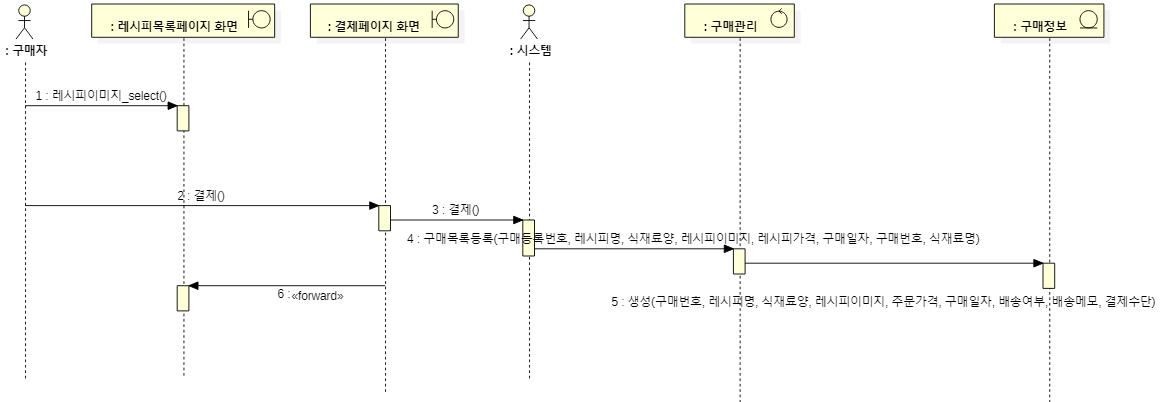 : 레시피목록페이지 화면
: 결제페이지 화면
: 구매관리
: 구매정보
: 구매자
: 시스템
1 : 레시피이미지_select()
2 : 결제()
3 : 결제()
4 : 구매목록등록(구매등록번호, 레시피명, 식재료양, 레시피이미지, 레시피가격, 구매일자, 구매번호, 식재료명)
6 : «forward»
5 : 생성(구매번호, 레시피명, 식재료양, 레시피이미지, 주문가격, 구매일자, 배송여부, 배송메모, 결제수단)